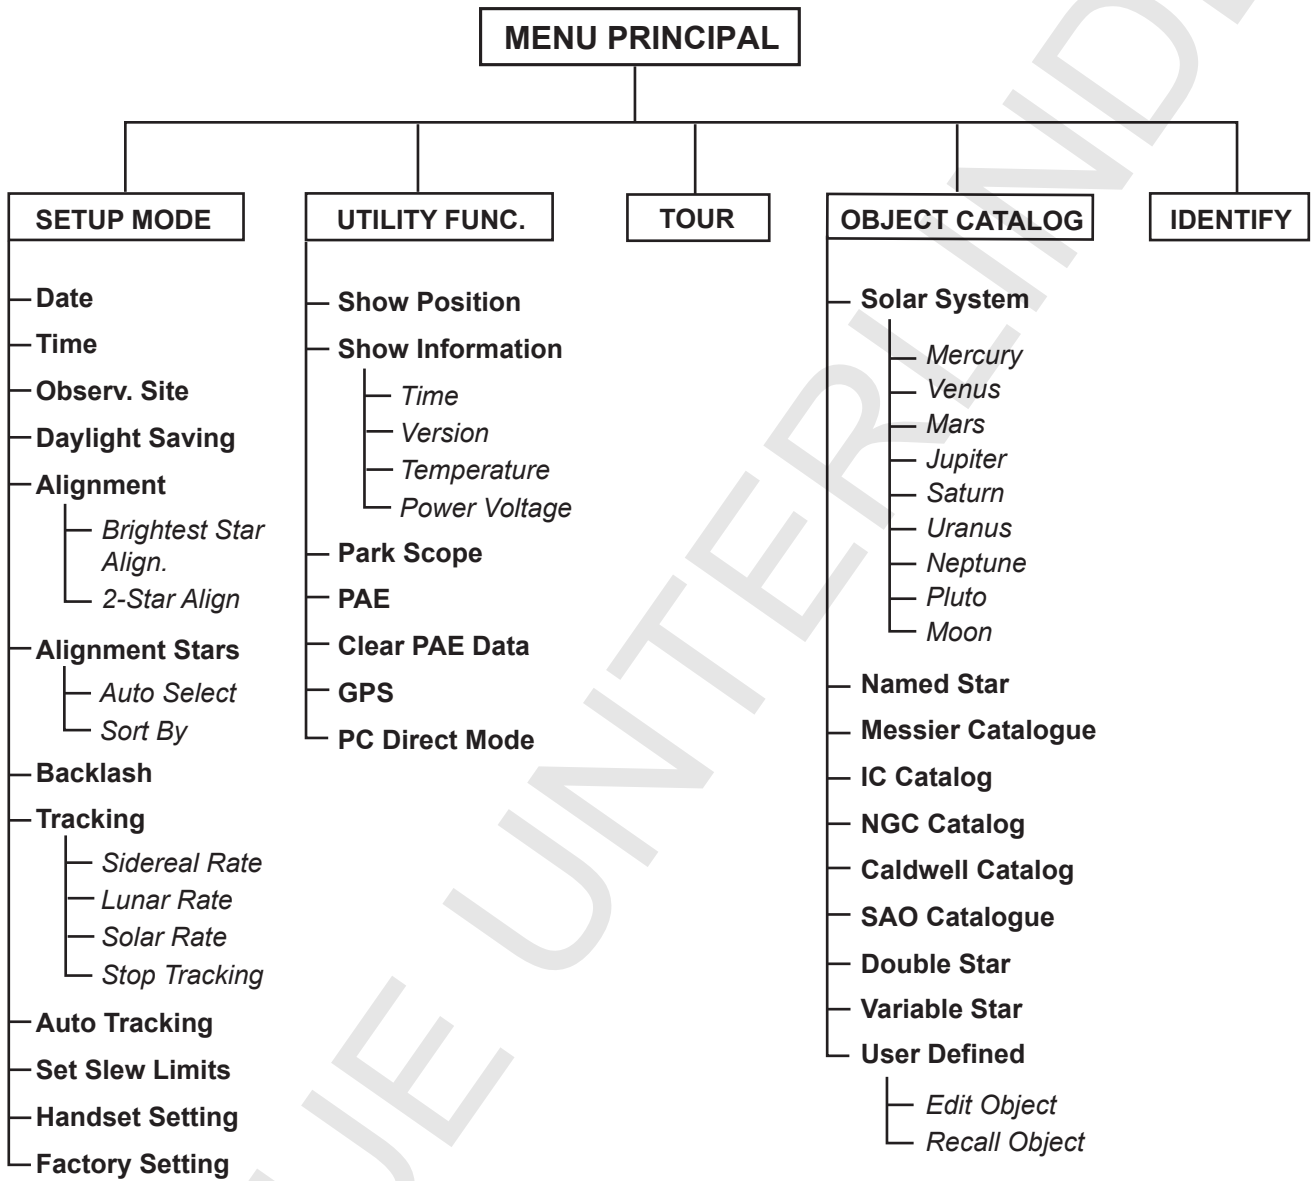 MENU PRINCIPAL
SETUP MODE
Date
Time
Observ. Site
Daylight Saving
Alignment
Brightest Star
Align.
2-Star Align
Alignment Stars
Auto Select
Sort By
Backlash
Tracking
Sidereal Rate
Lunar Rate
Solar Rate
Stop Tracking
Auto Tracking
Set Slew Limits
Handset Setting
Factory Setting
UTILITY FUNC.
Show Position
Show Information
Time
Version
Temperature
Power Voltage
Park Scope
PAE
Clear PAE Data
GPS
PC Direct Mode
TOUR
OBJECT CATALOG
Solar System
Mercury
Venus
Mars
Jupiter
Saturn
Uranus
Neptune
Pluto
Moon
Named Star
Messier Catalogue
IC Catalog
NGC Catalog
Caldwell Catalog
SAO Catalogue
Double Star
Variable Star
User Defined
Edit Object
Recall Object
IDENTIFY
UE UNTERLINDE